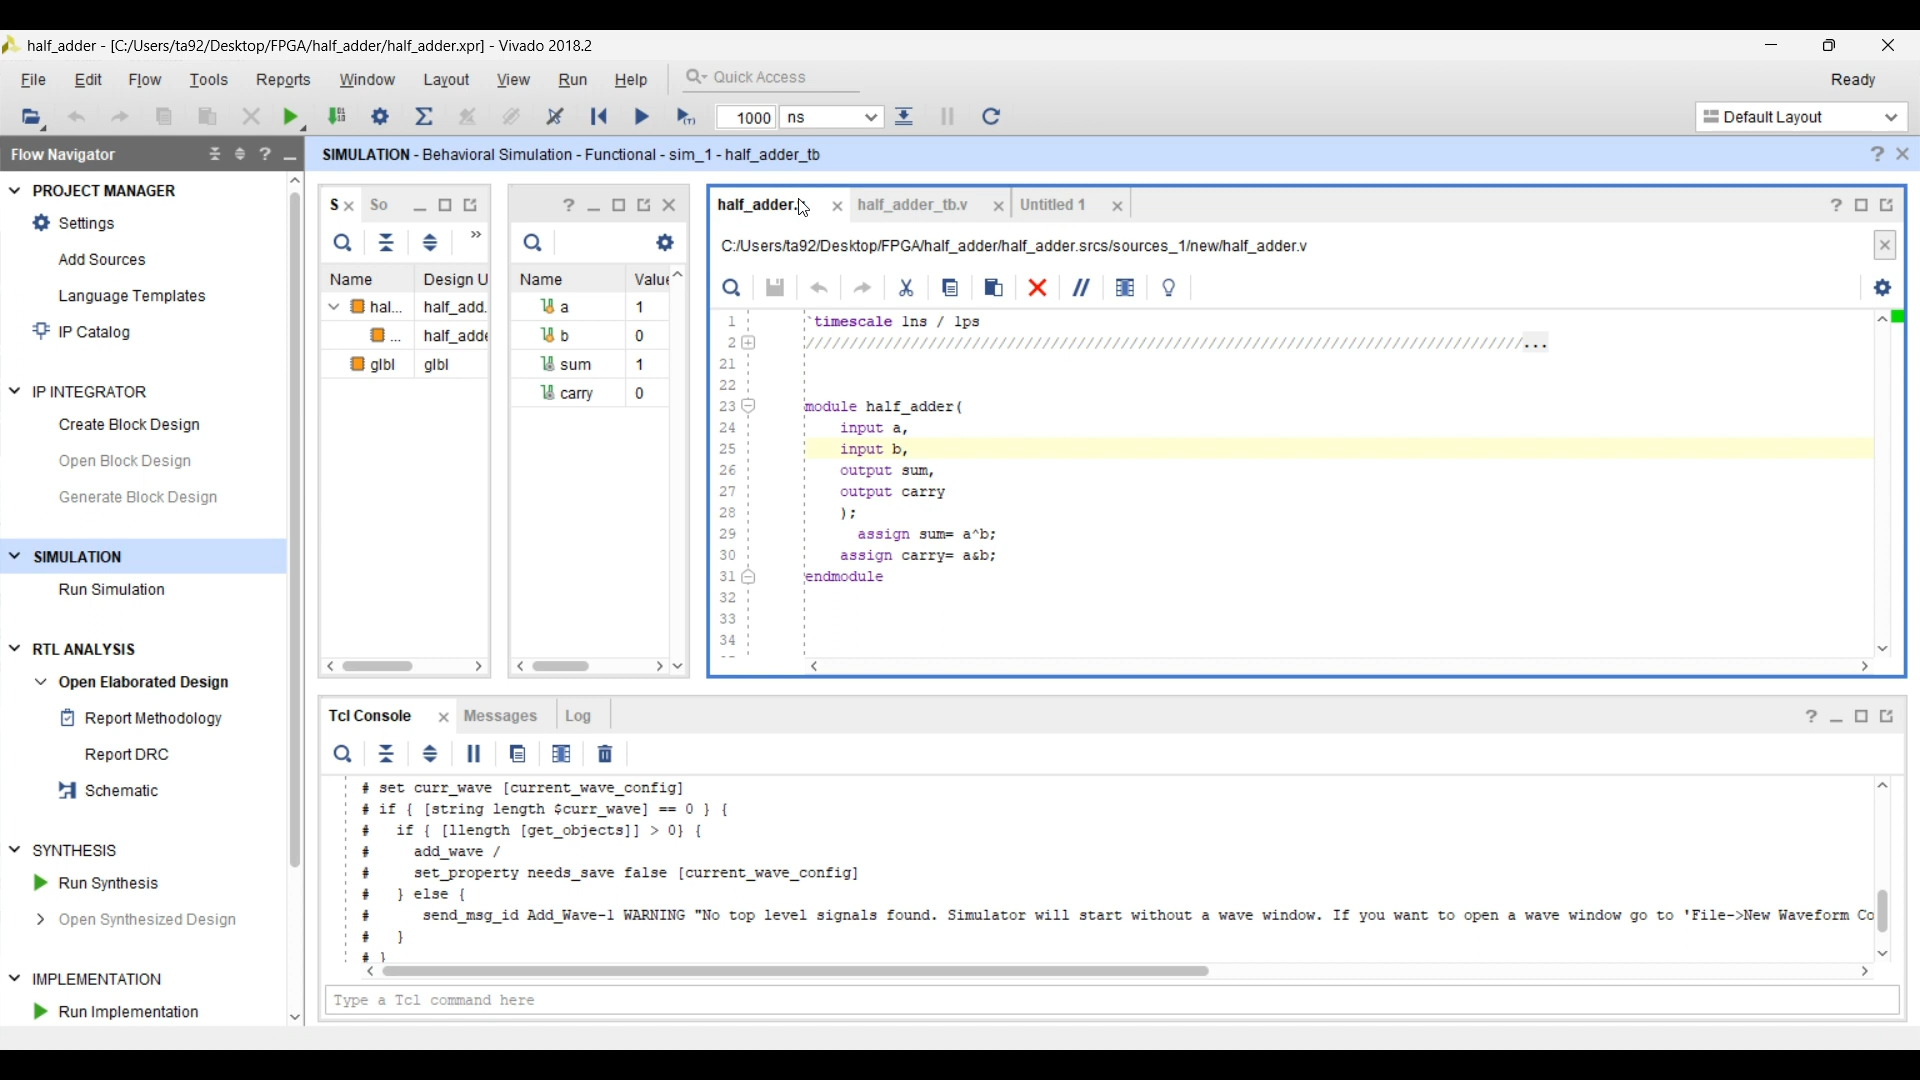 half_adder - [C:/Users/ta92/Desktop/FPGA/half_adder/half_adder.xpr] - Vivado 2018.2
File Edit Flow Tools Reports Window Layout View Run Help Quick Access Ready
1000 ns Default Layout
Flow Navigator
PROJECT MANAGER
Settings
Add Sources
Language Templates
IP Catalog
IP INTEGRATOR
Create Block Design
Open Block Design
Generate Block Design
SIMULATION
Run Simulation
RTL ANALYSIS
Open Elaborated Design
Report Methodology
Report DRC
Schematic
SYNTHESIS
Run Synthesis
Open Synthesized Design
IMPLEMENTATION
Run Implementation
SIMULATION - Behavioral Simulation - Functional - sim_1 - half_adder_tb
S So
Name Design U
hal... half_add.
... half_adde
glbl glbl
Name Value
a 1
b 0
sum 1
carry 0
half_adder. half_adder_tb.v Untitled 1
C:/Users/ta92/Desktop/FPGA/half_adder/half_adder.srcs/sources_1/new/half_adder.v
1 `timescale 1ns / 1ps
2 //////////////////////////////////////////////////////////////////////////////////...
21
22
23 module half_adder(
24 input a,
25 input b,
26 output sum,
27 output carry
28 );
29 assign sum= a^b;
30 assign carry= a&b;
31 endmodule
32
33
34
Tcl Console Messages Log
# set curr_wave [current_wave_config]
# if { [string length $curr_wave] == 0 } {
# if { [llength [get_objects]] > 0} {
# add_wave /
# set_property needs_save false [current_wave_config]
# } else {
# send_msg_id Add_Wave-1 WARNING "No top level signals found. Simulator will start without a wave window. If you want to open a wave window go to 'File->New Waveform Co
# }
# }
Type a Tcl command here